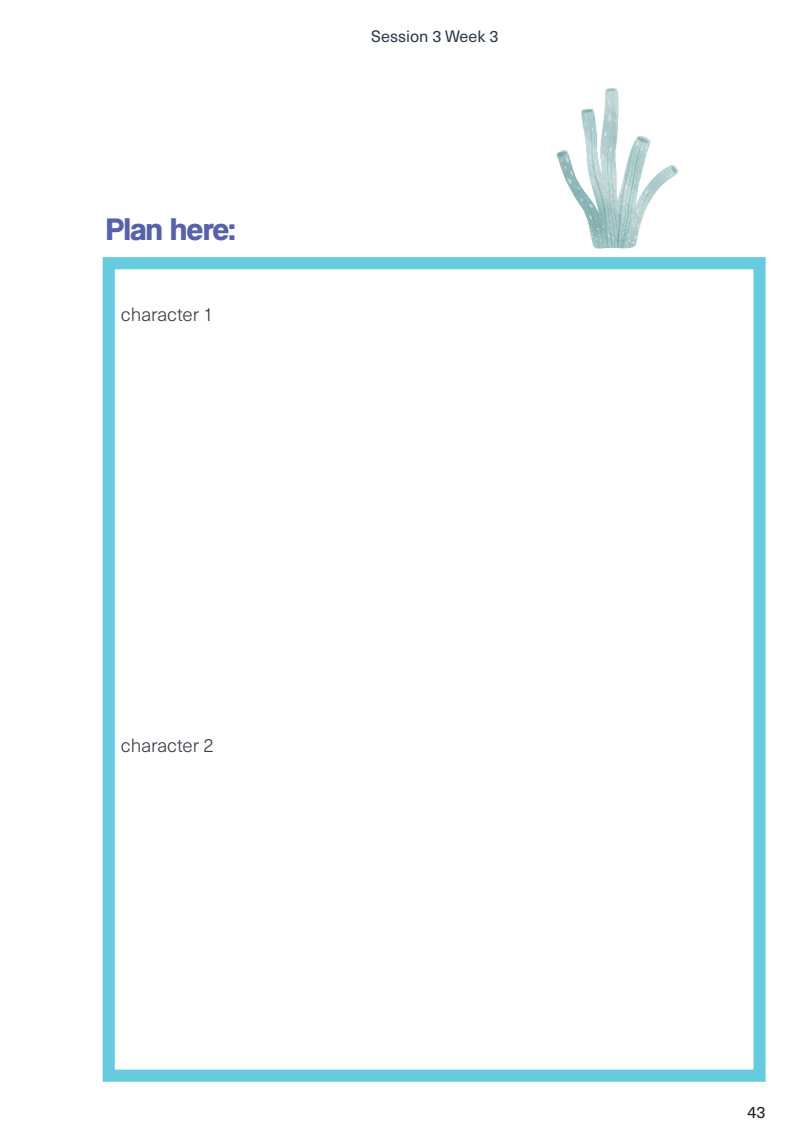 Session 3 Week 3
Plan here:
character 1
character 2
43